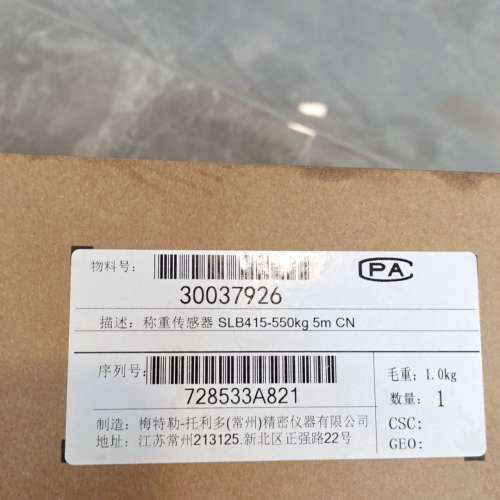 物料号:
30037926
CPA
描述: 称重传感器 SLB415-550kg 5m CN
序列号:
728533A821
毛重: 1.0kg
数量: 1
制造: 梅特勒-托利多(常州)精密仪器有限公司
地址: 江苏常州213125.新北区正强路22号
CSC:
GEO: